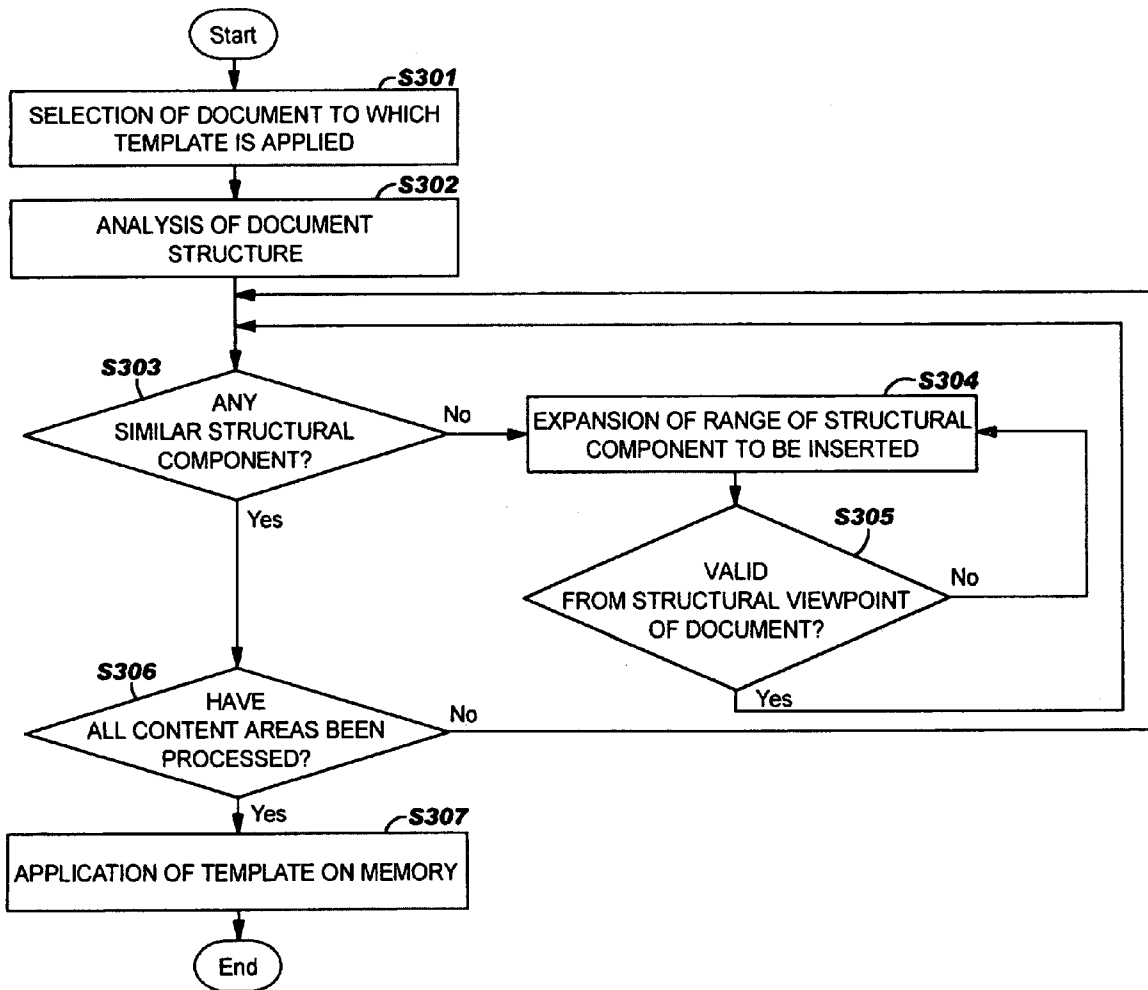 Start
S301
SELECTION OF DOCUMENT TO WHICH
TEMPLATE IS APPLIED
S302
ANALYSIS OF DOCUMENT
STRUCTURE
S303
ANY
SIMILAR STRUCTURAL
COMPONENT?
No
Yes
S304
EXPANSION OF RANGE OF STRUCTURAL
COMPONENT TO BE INSERTED
S305
VALID
FROM STRUCTURAL VIEWPOINT
OF DOCUMENT?
No
Yes
S306
HAVE
ALL CONTENT AREAS BEEN
PROCESSED?
No
Yes
S307
APPLICATION OF TEMPLATE ON MEMORY
End